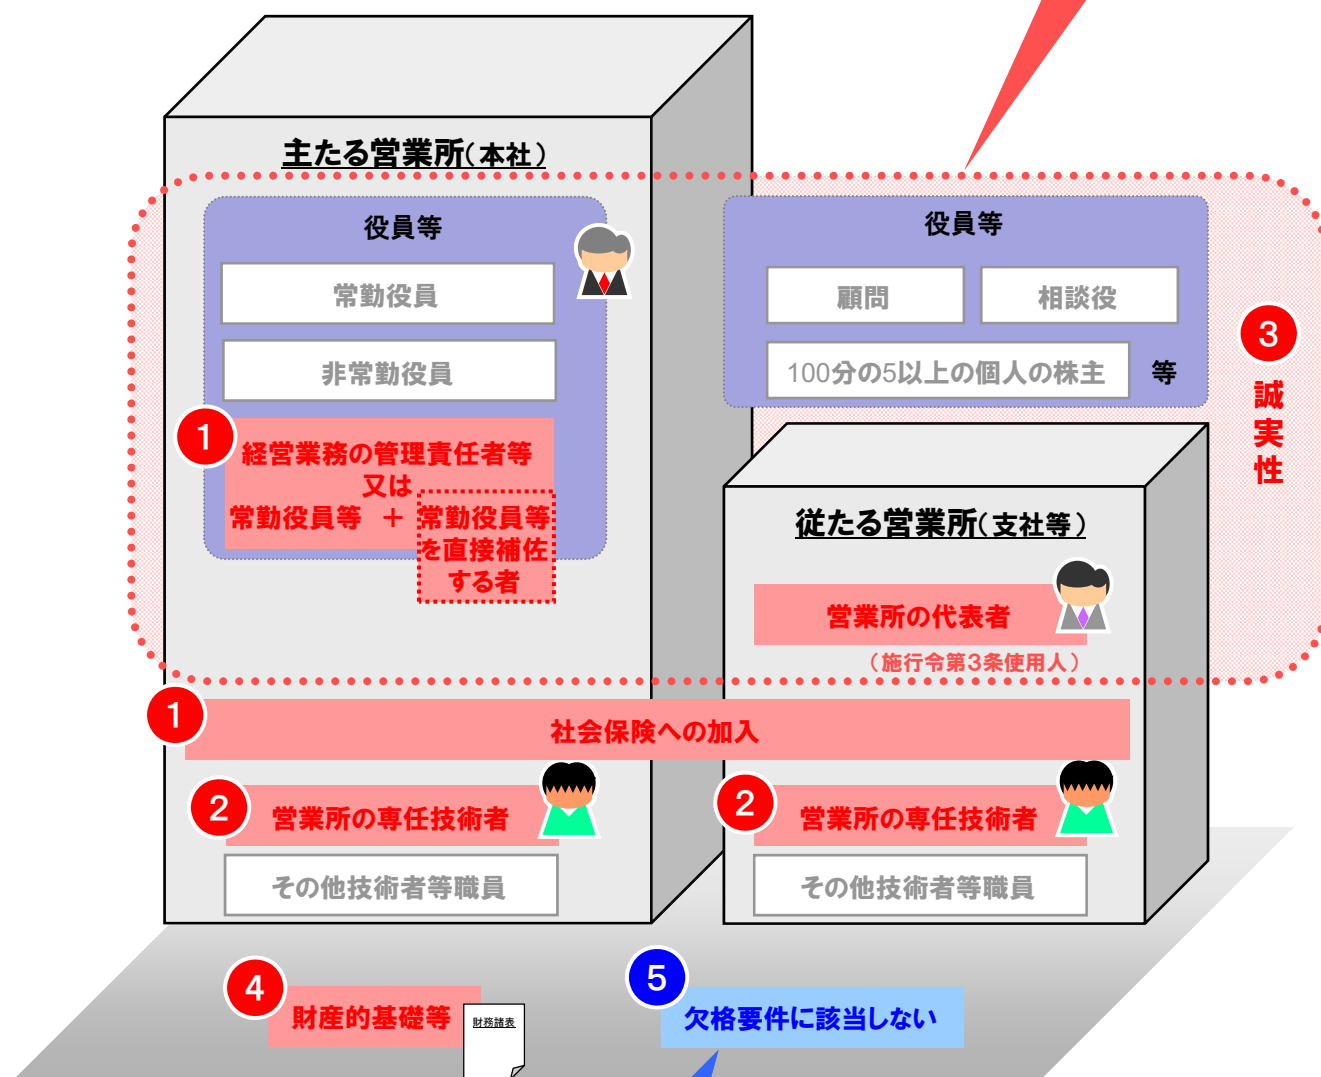 主たる営業所(本社)
役員等
常勤役員
非常勤役員
1
経営業務の管理責任者等
又は
常勤役員等 + 常勤役員等
を直接補佐
する者
役員等
顧問
相談役
100分の5以上の個人の株主 等
3
誠実性
従たる営業所(支社等)
営業所の代表者
(施行令第3条使用人)
1
社会保険への加入
2
営業所の専任技術者
その他技術者等職員
2
営業所の専任技術者
その他技術者等職員
4
財産的基礎等
財務諸表
5
欠格要件に該当しない